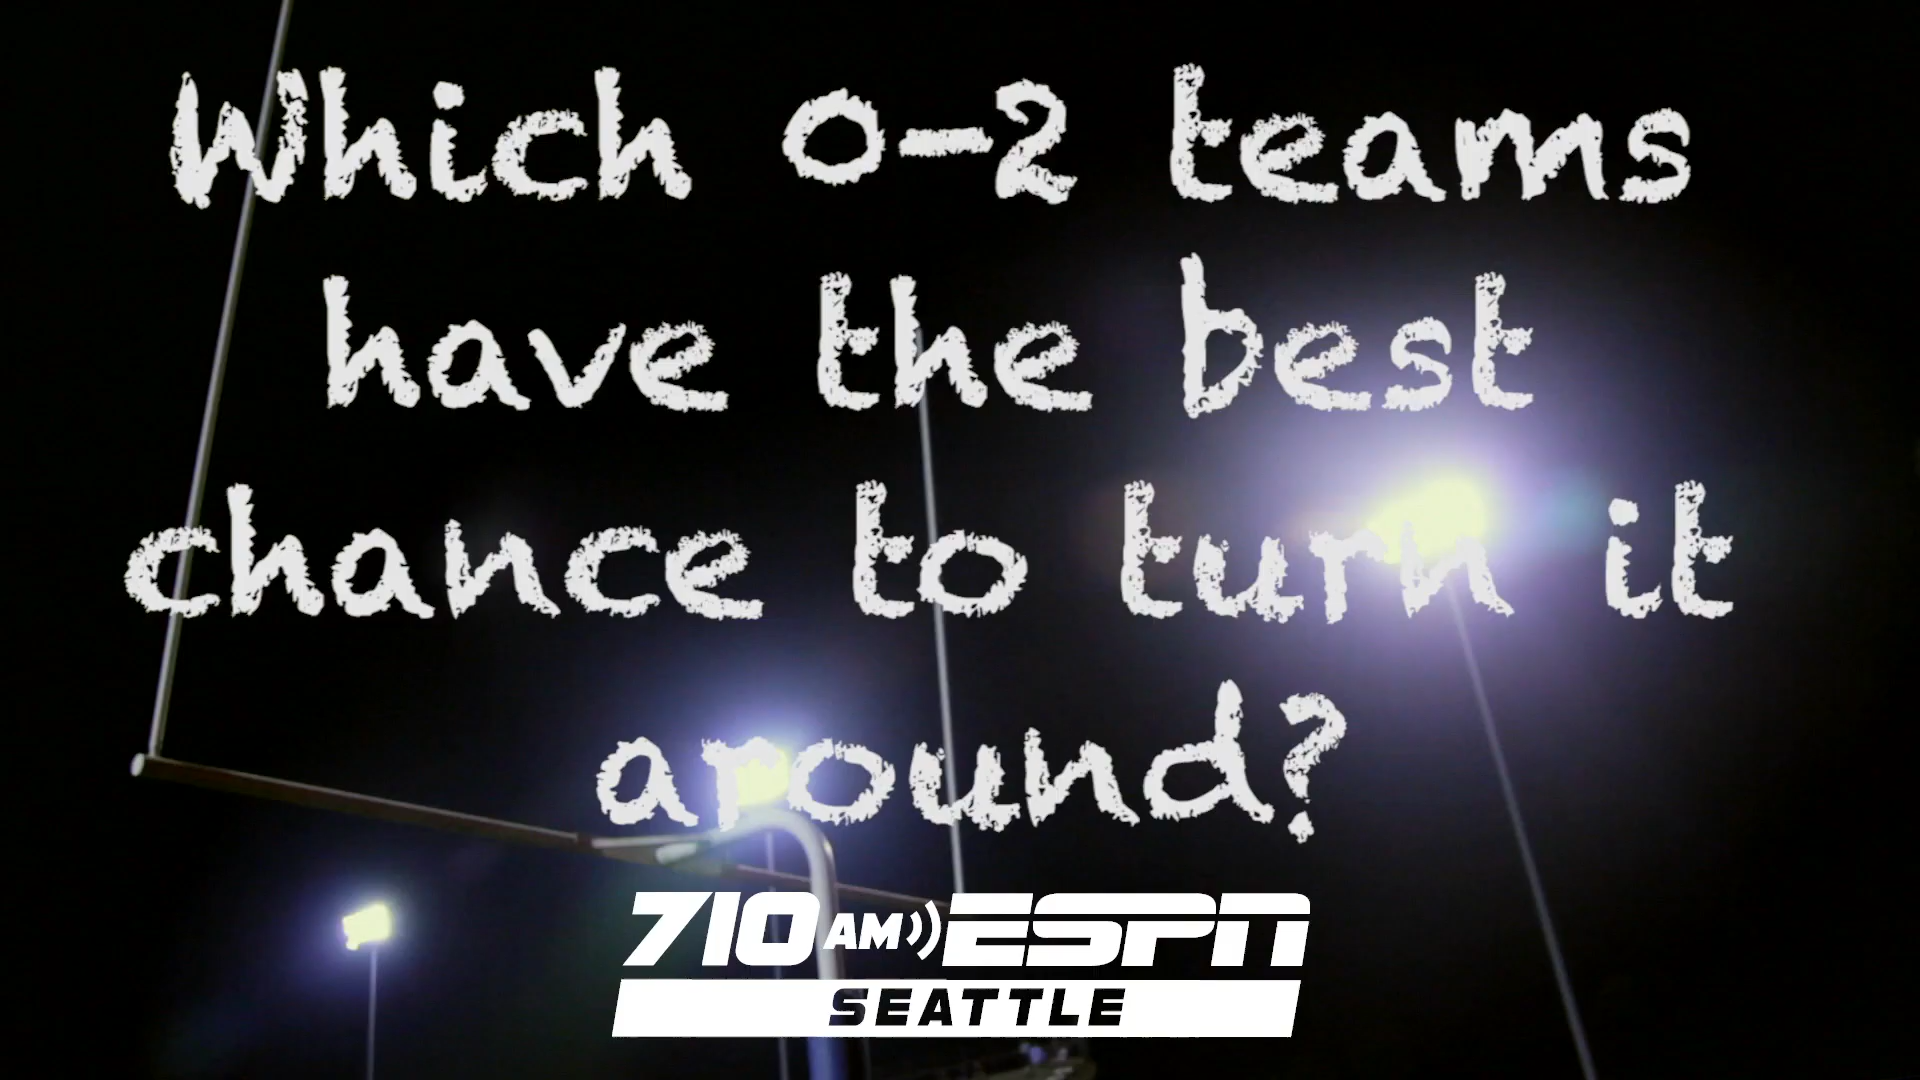 Which 0-2 teams
have the best
chance to turn it
around?
710 AM ESPN
SEATTLE